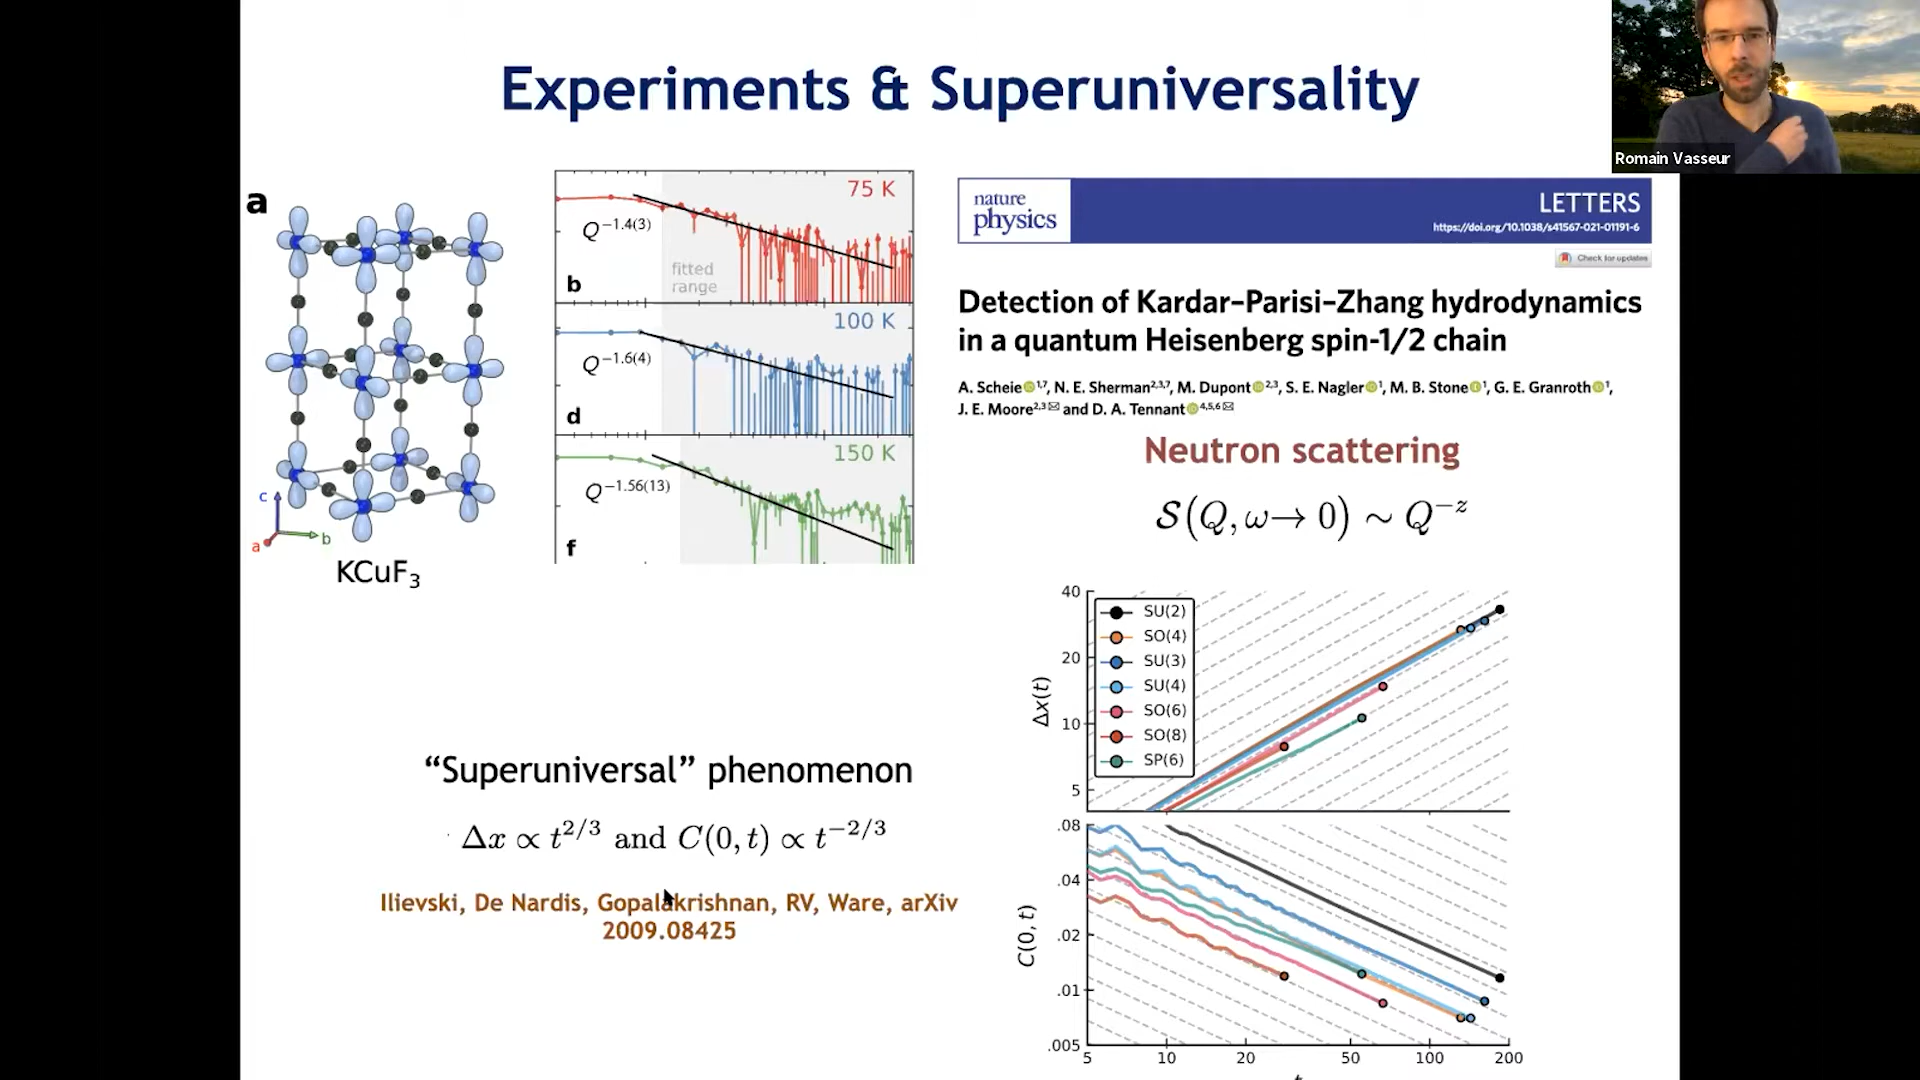 Experiments & Superuniversality
Romain Vasseur
a
c
b
a
KCuF₃
75 K
Q^−1.4(3)
fitted
range
b
100 K
Q^−1.6(4)
d
150 K
Q^−1.56(13)
f
nature
physics
LETTERS
https://doi.org/10.1038/s41567-021-01191-6
Check for updates
Detection of Kardar–Parisi–Zhang hydrodynamics
in a quantum Heisenberg spin-1/2 chain
A. Scheie 1,7, N. E. Sherman2,3,7, M. Dupont 2,3, S. E. Nagler 1, M. B. Stone 1, G. E. Granroth 1,
J. E. Moore2,3 and D. A. Tennant 4,5,6
Neutron scattering
S(Q, ω→ 0) ∼ Q^−z
“Superuniversal” phenomenon
Δx ∝ t^2/3 and C(0, t) ∝ t^−2/3
Ilievski, De Nardis, Gopalakrishnan, RV, Ware, arXiv
2009.08425
40
20
10
5
Δx(t)
SU(2)
SO(4)
SU(3)
SU(4)
SO(6)
SO(8)
SP(6)
.08
.04
.02
.01
.005
C(0, t)
5 10 20 50 100 200